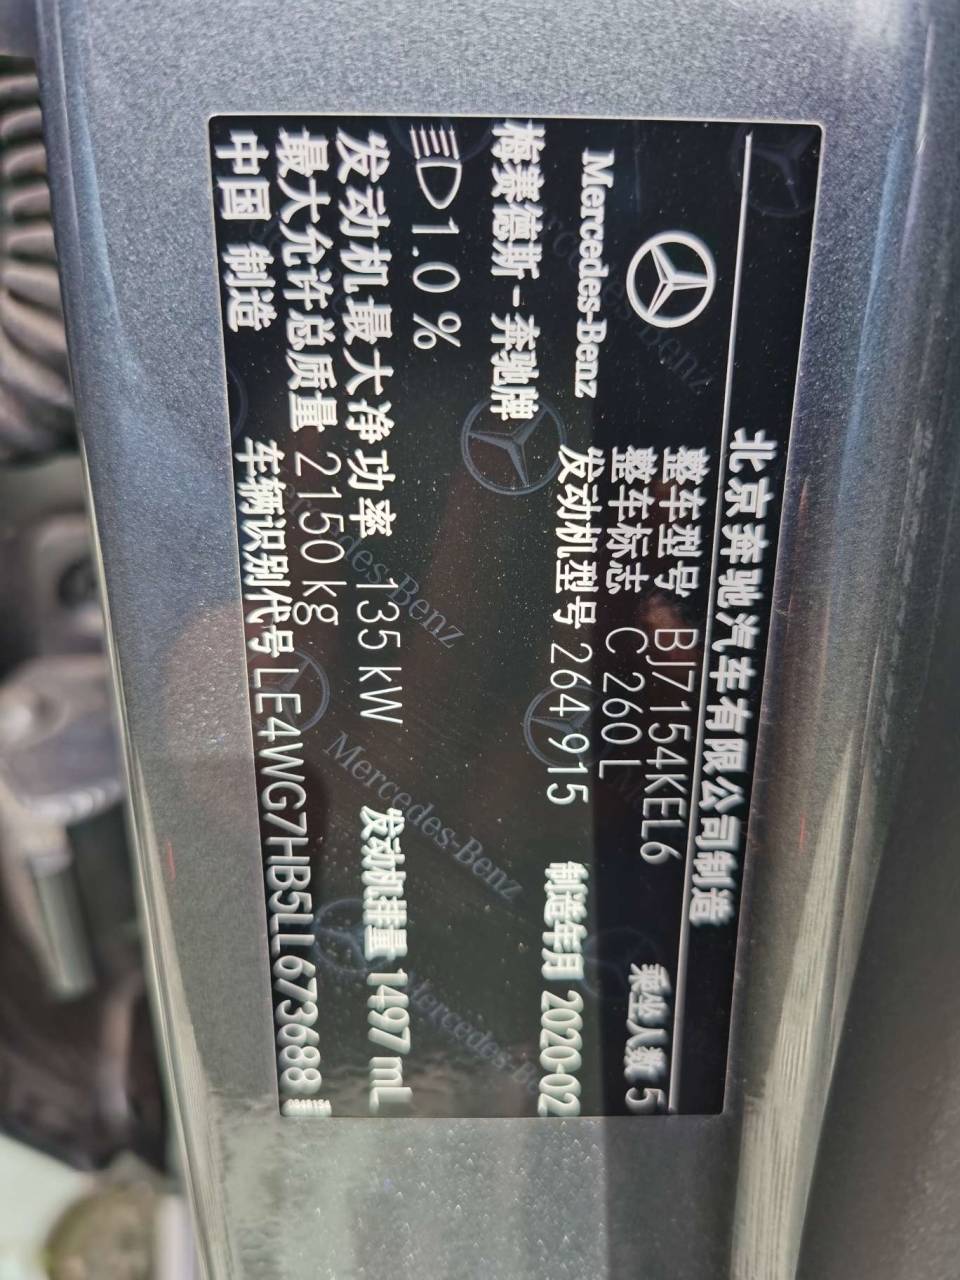 北京奔驰汽车有限公司制造
Mercedes-Benz
整车型号 BJ7154KEL6 乘坐人数 5
整车标志 C 260 L
梅赛德斯-奔驰牌 发动机型号 264 915 制造年月 2020-02
1.0 %
发动机最大净功率 135 kW 发动机排量 1497 mL
最大允许总质量 2150 kg
中国 制造 车辆识别代号 LE4WG7HB5LL673688